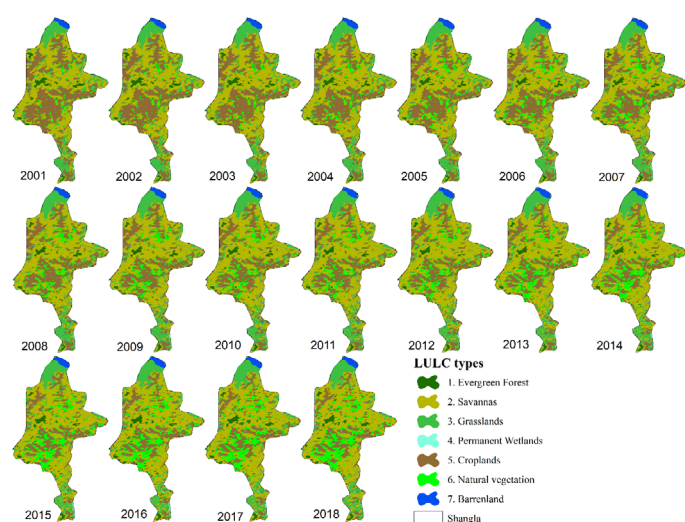 2001 2002 2003 2004 2005 2006 2007
2008 2009 2010 2011 2012 2013 2014
LULC types
1. Evergreen Forest
2. Savannas
3. Grasslands
4. Permanent Wetlands
5. Croplands
6. Natural vegetation
7. Barrenland
Shangla
2015 2016 2017 2018